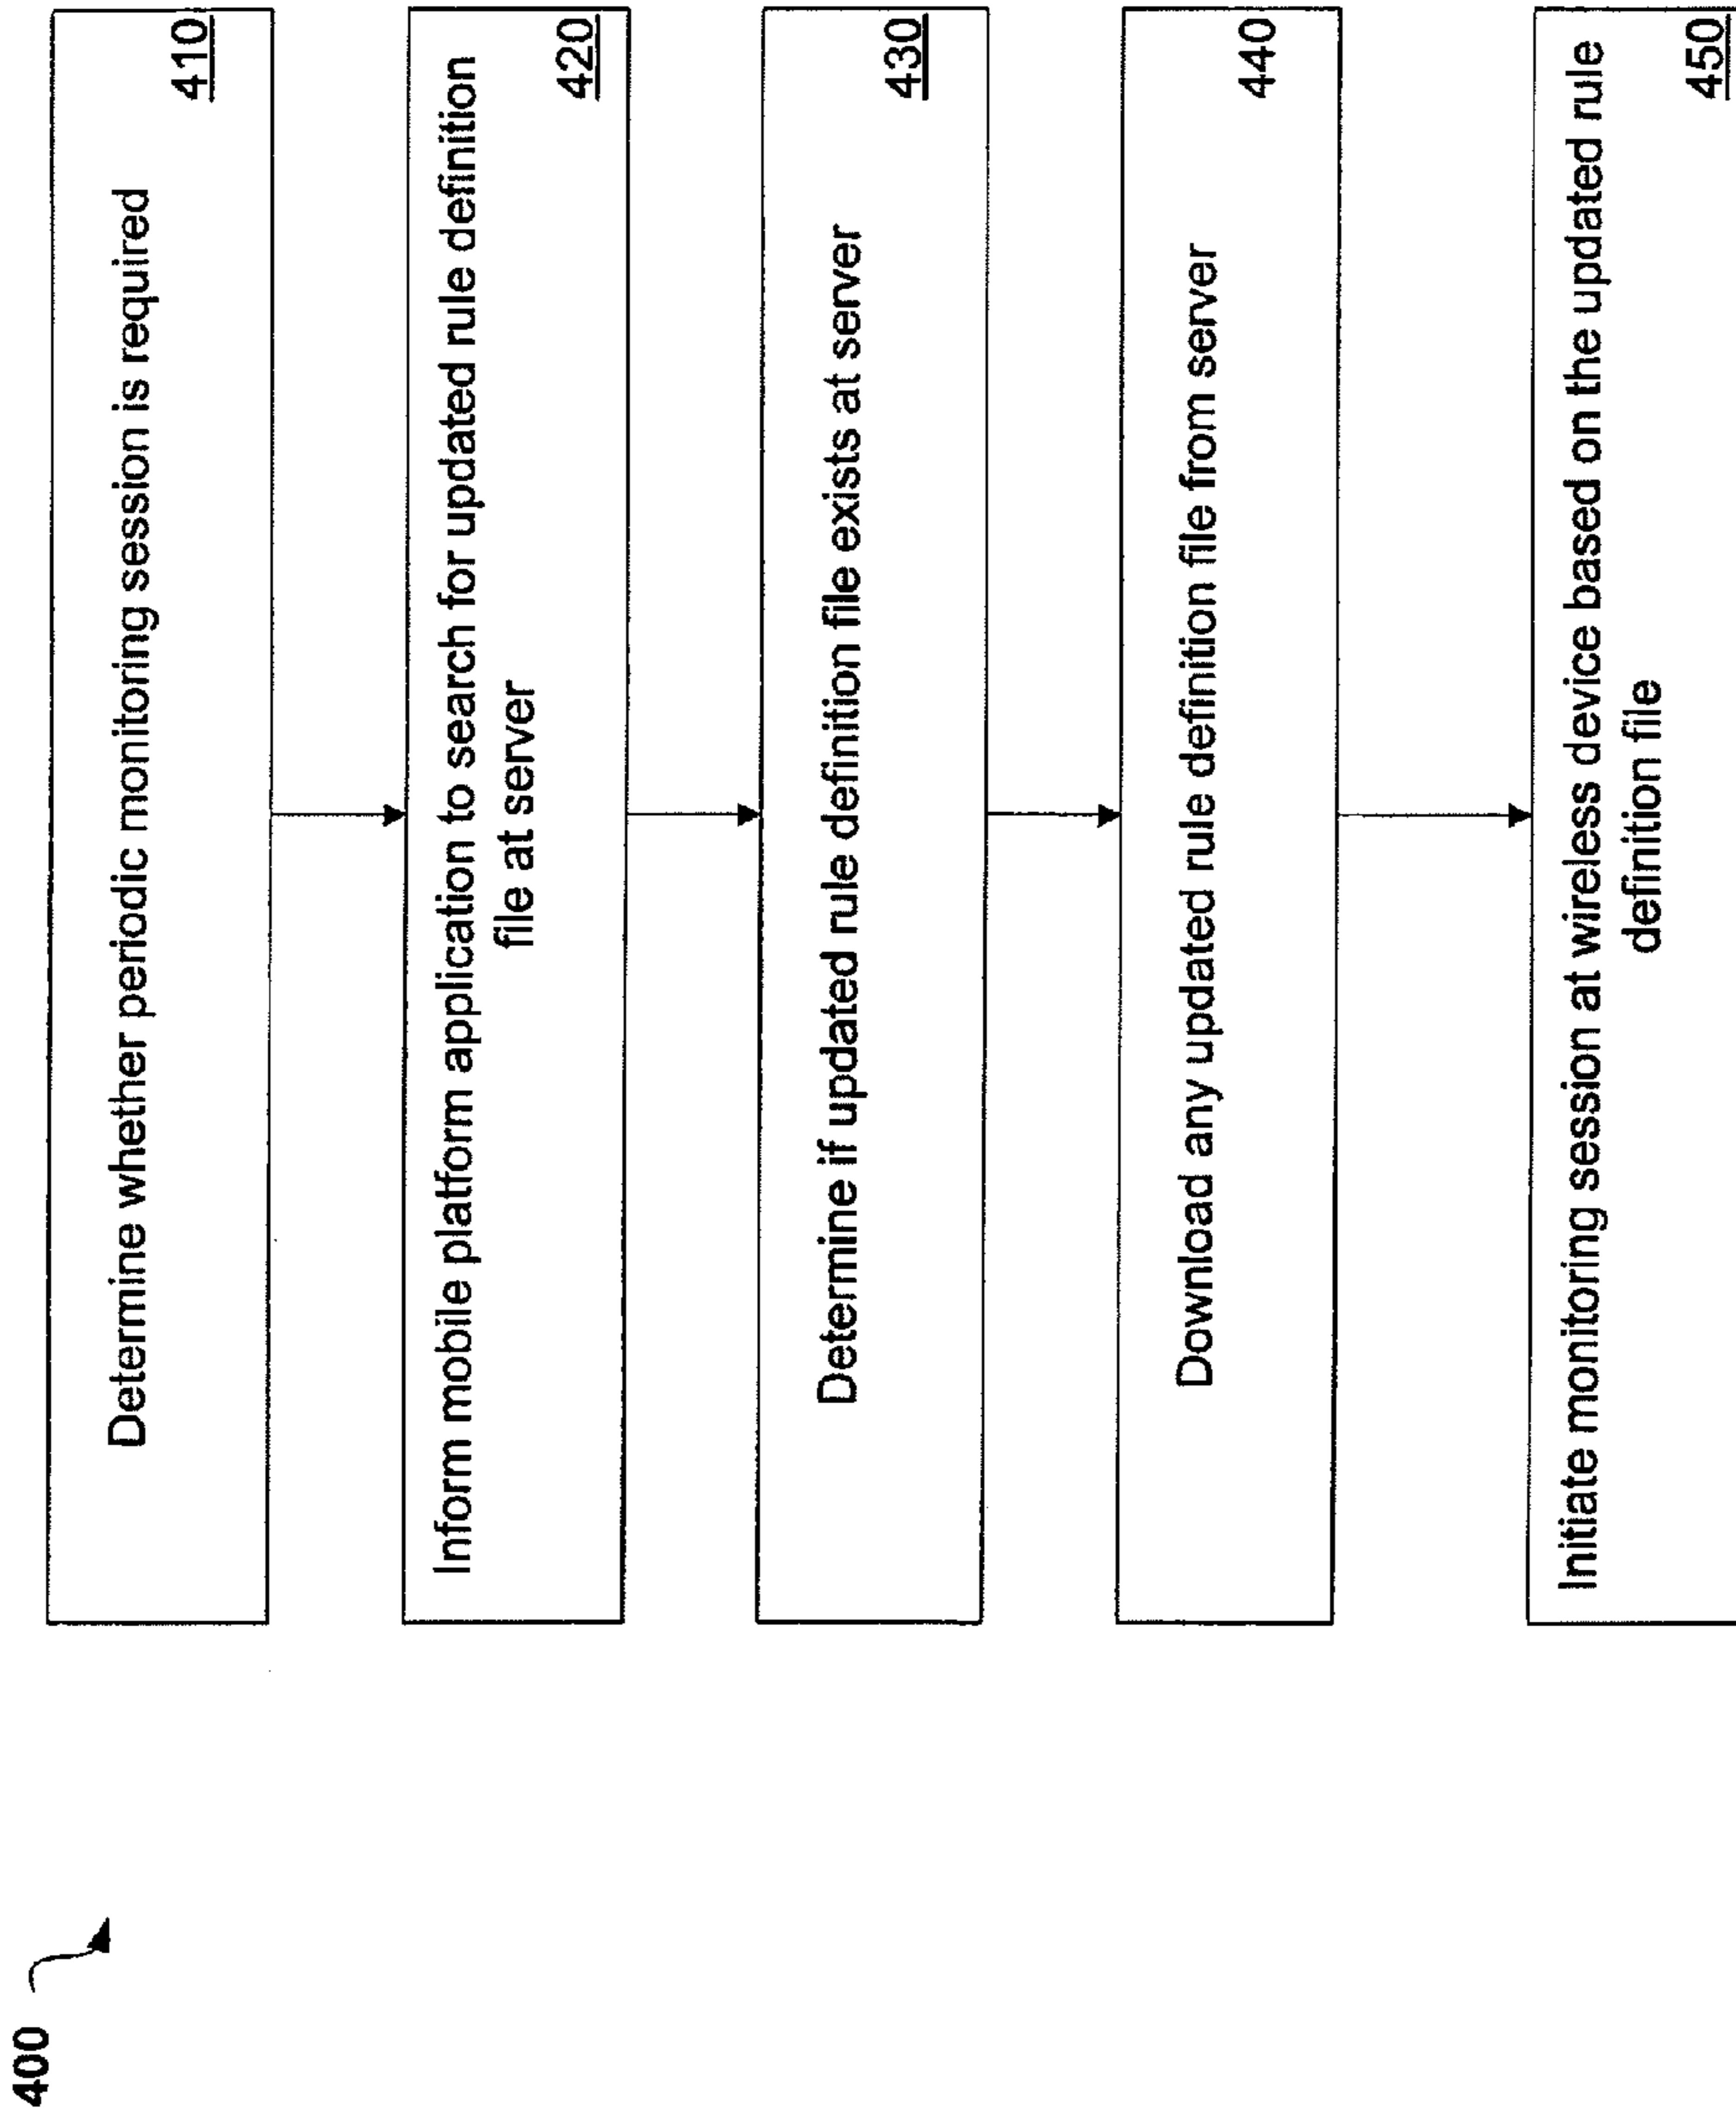 400
Determine whether periodic monitoring session is required
410
Inform mobile platform application to search for updated rule definition
file at server
420
Determine if updated rule definition file exists at server
430
Download any updated rule definition file from server
440
Initiate monitoring session at wireless device based on the updated rule
definition file
450